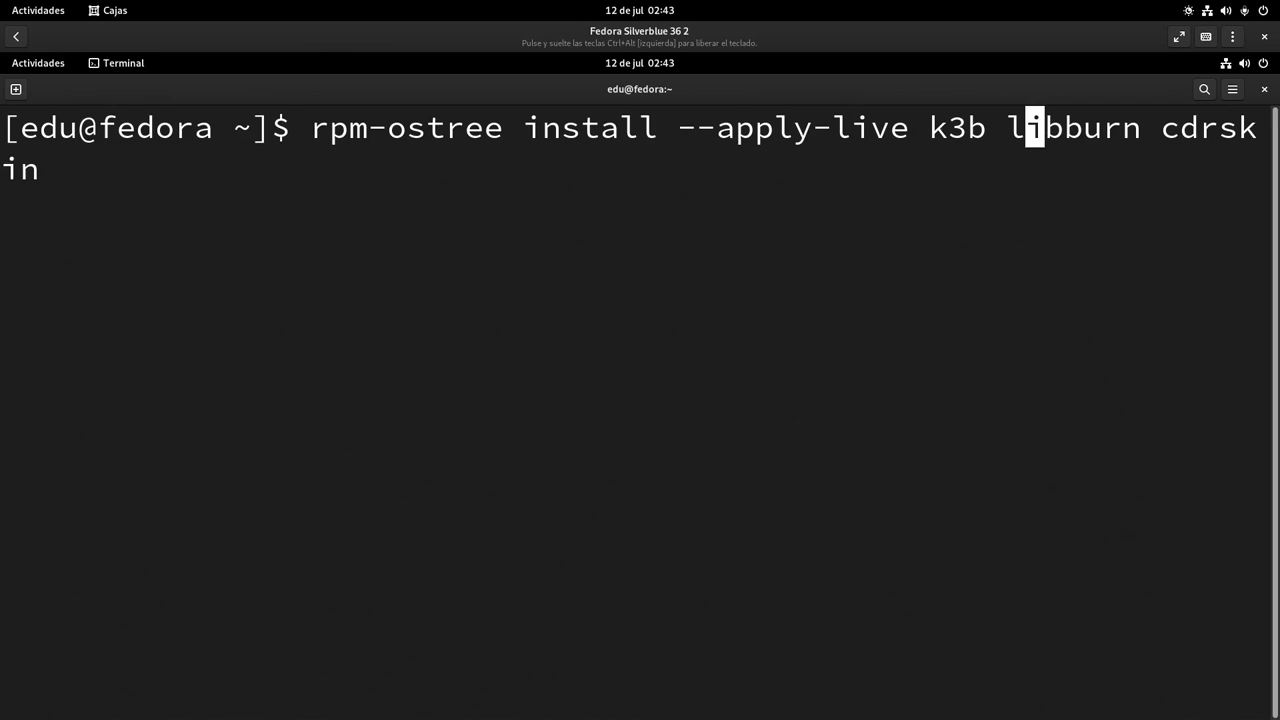 Actividades Cajas 12 de jul 02:43
Fedora Silverblue 36 2
Pulse y suelte las teclas Ctrl+Alt [izquierda] para liberar el teclado.
Actividades Terminal 12 de jul 02:43
edu@fedora:~
[edu@fedora ~]$ rpm-ostree install --apply-live k3b libburn cdrsk
in